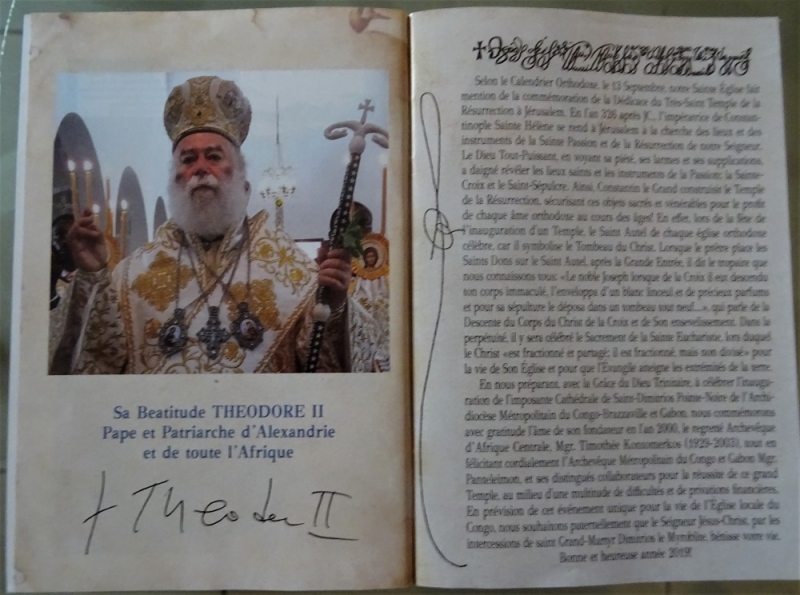 Sa Beatitude THEODORE II
Pape et Patriarche d'Alexandrie
et de toute l'Afrique
† Theodor II
Selon le Calendrier Orthodoxe, le 13 Septembre, notre Sainte Église fait
mention de la commémoration de la Dédicace du Très-Saint Temple de la
Résurrection à Jérusalem. En l'an 326 après JC., l'impératrice de Constan-
tinople Sainte Hélène se rend à Jérusalem a la cherche des lieux et des
instruments de la Sainte Passion et de la Résurrection de notre Seigneur.
Le Dieu Tout-Puissant, en voyant sa piété, ses larmes et ses supplications,
a daigné révéler les lieux saints et les instruments de la Passion: la Sainte-
Croix et le Saint-Sépulcre. Ainsi, Constantin le Grand construisit le Temple
de la Résurrection, sécurisant ces objets sacrés et vénérables pour le profit
de chaque âme orthodoxe au cours des âges! En effet, lors de la fête de
l'inauguration d'un Temple, le Saint Autel de chaque église orthodoxe
célèbre, car il symbolise le Tombeau du Christ. Lorsque le prêtre place les
Saints Dons sur le Saint Autel, après la Grande Entrée, il dit le tropaire que
nous connaissons tous: «Le noble Joseph lorsque de la Croix il eut descendu
son corps immaculé, l'enveloppa d'un blanc linceul et de précieux parfums
et pour sa sépulture le déposa dans un tombeau tout neuf...», qui parle de la
Descente du Corps du Christ de la Croix et de Son ensevelissement. Dans la
perpétuité, il y sera célébré le Sacrement de la Sainte Eucharistie, lors duquel
le Christ «est fractionné et partagé; il est fractionné, mais non divisé» pour
la vie de Son Église et pour que l'Évangile atteigne les extrémités de la terre.
En nous préparant, avec la Grâce du Dieu Trinitaire, à célébrer l'inaugu-
ration de l'imposante Cathédrale de Saint-Dimitrios Pointe-Noire de l'Archi-
diocèse Métropolitain du Congo-Brazzaville et Gabon, nous commémorons
avec gratitude l'âme de son fondateur en l'an 2000, le regretté Archevêque
d'Afrique Centrale, Mgr. Timothée Kontomerkos (1929-2003), tout en
félicitant cordialement l'Archevêque Métropolitain du Congo et Gabon Mgr.
Panteleimon, et ses distingués collaborateurs pour la réussite de ce grand
Temple, au milieu d'une multitude de difficultés et de privations financières.
En prévision de cet événement unique pour la vie de l'Église locale du
Congo, nous souhaitons paternellement que le Seigneur Jésus-Christ, par les
intercessions de saint Grand-Martyr Dimitrios le Myroblite, bénisse votre vie.
Bonne et heureuse année 2019!